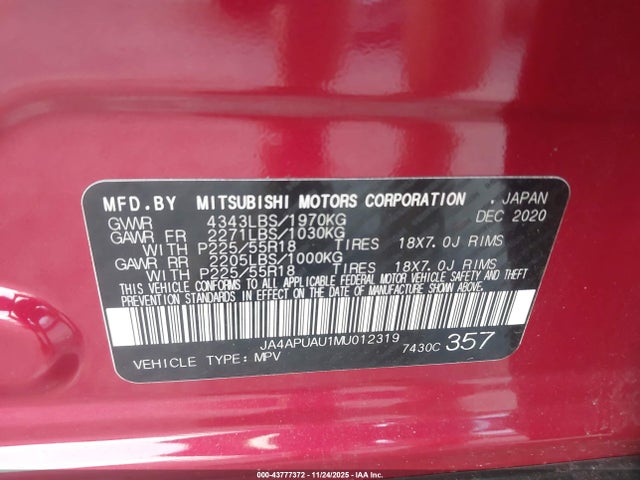 MFD.BY MITSUBISHI MOTORS CORPORATION , JAPAN
GVWR 4343LBS/1970KG DEC 2020
GAWR FR 2271LBS/1030KG
WITH P225/55R18 TIRES 18X7.0J RIMS
GAWR RR 2205LBS/1000KG
WITH P225/55R18 TIRES 18X7.0J RIMS
THIS VEHICLE CONFORMS TO ALL APPLICABLE FEDERAL MOTOR VEHICLE SAFETY AND THEFT
PREVENTION STANDARDS IN EFFECT ON THE DATE OF MANUFACTURE SHOWN ABOVE.
JA4APUAU1MU012319 7430C 357
VEHICLE TYPE: MPV
000-43777372 - 11/24/2025 - IAA Inc.